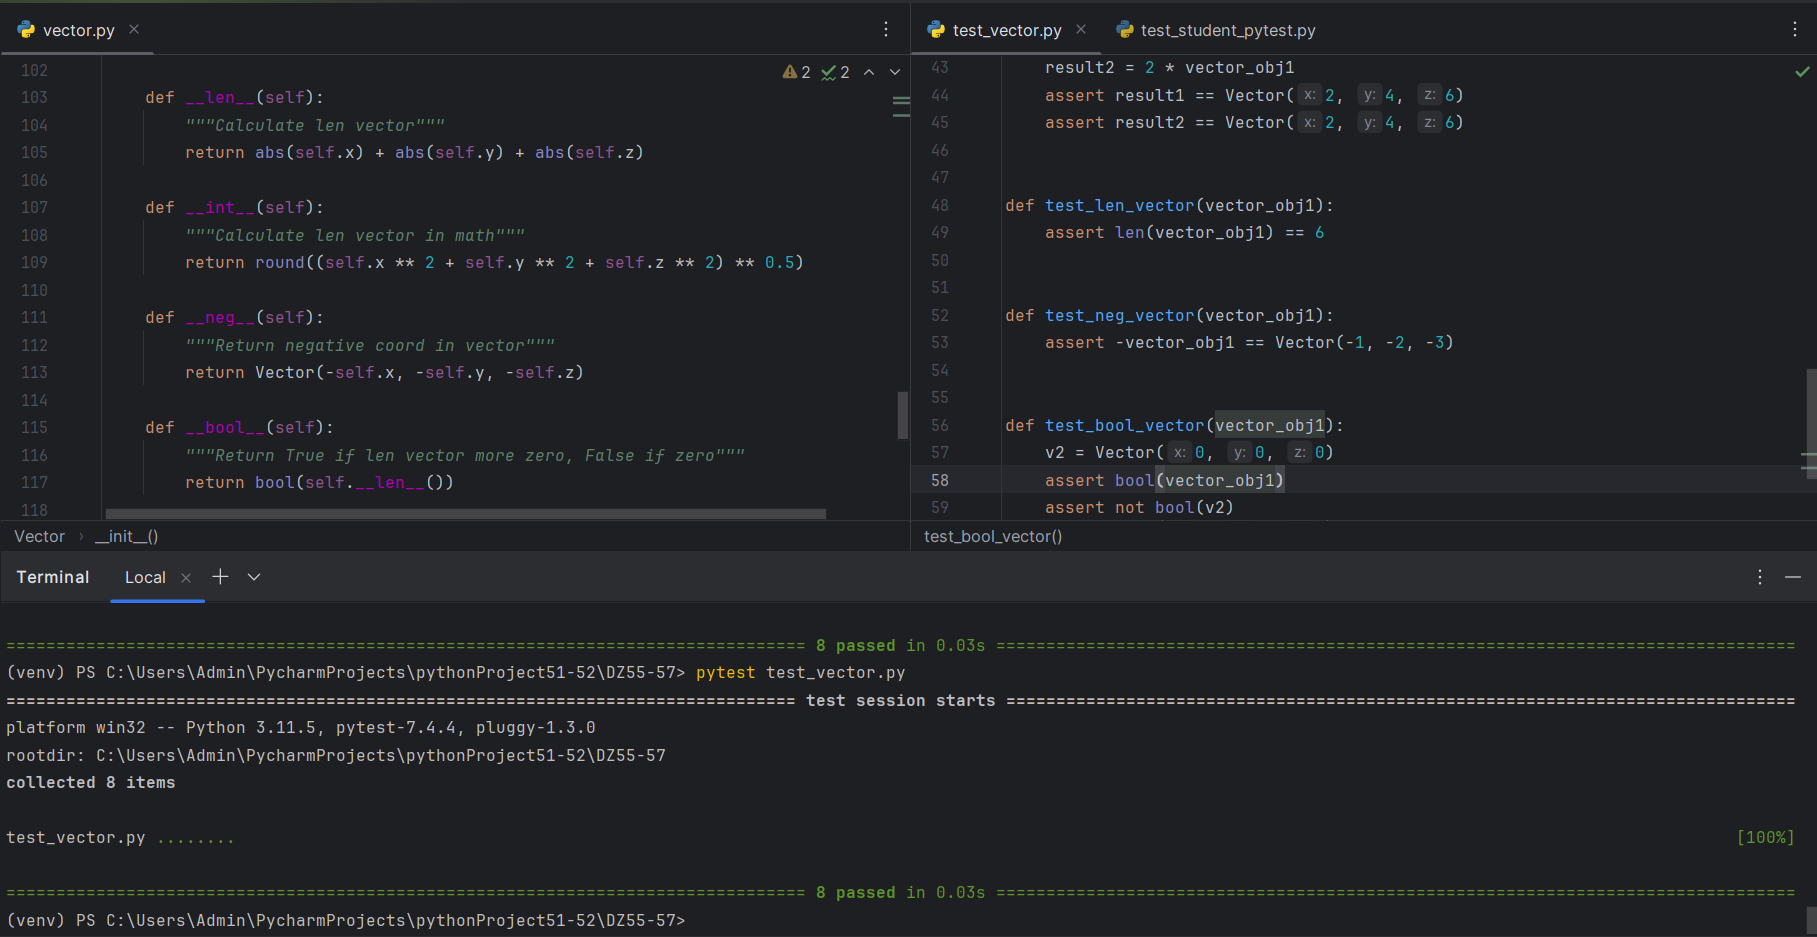 vector.py
102
2 2
103 def __len__(self):
104 """Calculate len vector"""
105 return abs(self.x) + abs(self.y) + abs(self.z)
106
107 def __int__(self):
108 """Calculate len vector in math"""
109 return round((self.x ** 2 + self.y ** 2 + self.z ** 2) ** 0.5)
110
111 def __neg__(self):
112 """Return negative coord in vector"""
113 return Vector(-self.x, -self.y, -self.z)
114
115 def __bool__(self):
116 """Return True if len vector more zero, False if zero"""
117 return bool(self.__len__())
118
Vector › __init__()
test_vector.py test_student_pytest.py
43 result2 = 2 * vector_obj1
44 assert result1 == Vector( x: 2, y: 4, z: 6)
45 assert result2 == Vector( x: 2, y: 4, z: 6)
46
47
48 def test_len_vector(vector_obj1):
49 assert len(vector_obj1) == 6
50
51
52 def test_neg_vector(vector_obj1):
53 assert -vector_obj1 == Vector(-1, -2, -3)
54
55
56 def test_bool_vector(vector_obj1):
57 v2 = Vector( x: 0, y: 0, z: 0)
58 assert bool(vector_obj1)
59 assert not bool(v2)
test_bool_vector()
Terminal Local
================================================================================ 8 passed in 0.03s ================================================================================
(venv) PS C:\Users\Admin\PycharmProjects\pythonProject51-52\DZ55-57> pytest test_vector.py
=============================================================================== test session starts ===============================================================================
platform win32 -- Python 3.11.5, pytest-7.4.4, pluggy-1.3.0
rootdir: C:\Users\Admin\PycharmProjects\pythonProject51-52\DZ55-57
collected 8 items
test_vector.py ........ [100%]
================================================================================ 8 passed in 0.03s ================================================================================
(venv) PS C:\Users\Admin\PycharmProjects\pythonProject51-52\DZ55-57>